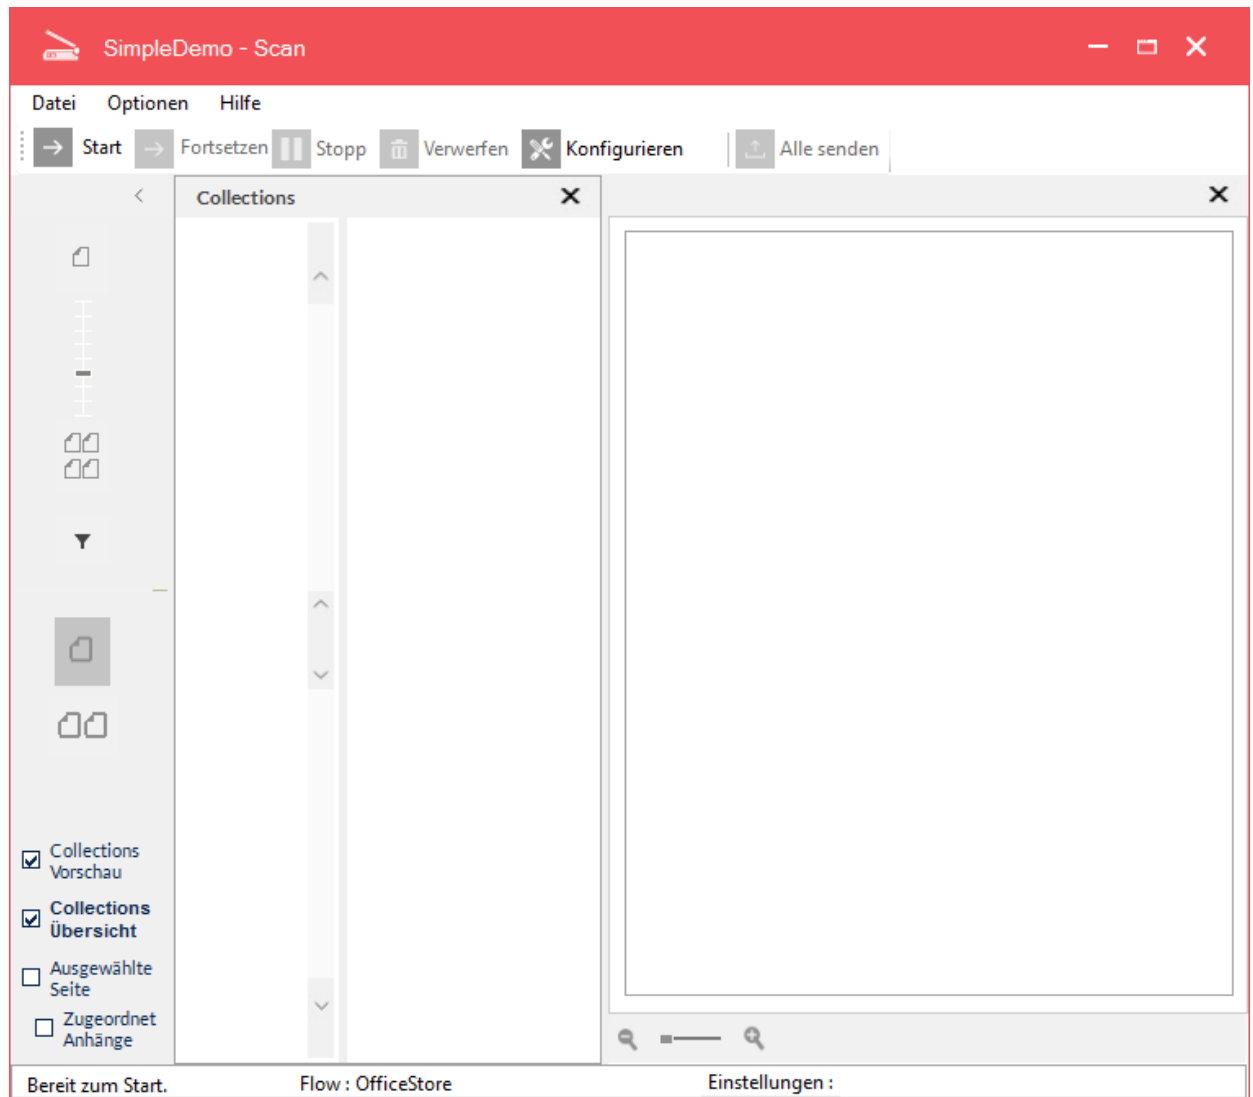 SimpleDemo - Scan
Datei Optionen Hilfe
Start Fortsetzen Stopp Verwerfen Konfigurieren Alle senden
Collections
Collections
Vorschau
Collections
Übersicht
Ausgewählte
Seite
Zugeordnet
Anhänge
Bereit zum Start. Flow : OfficeStore Einstellungen :